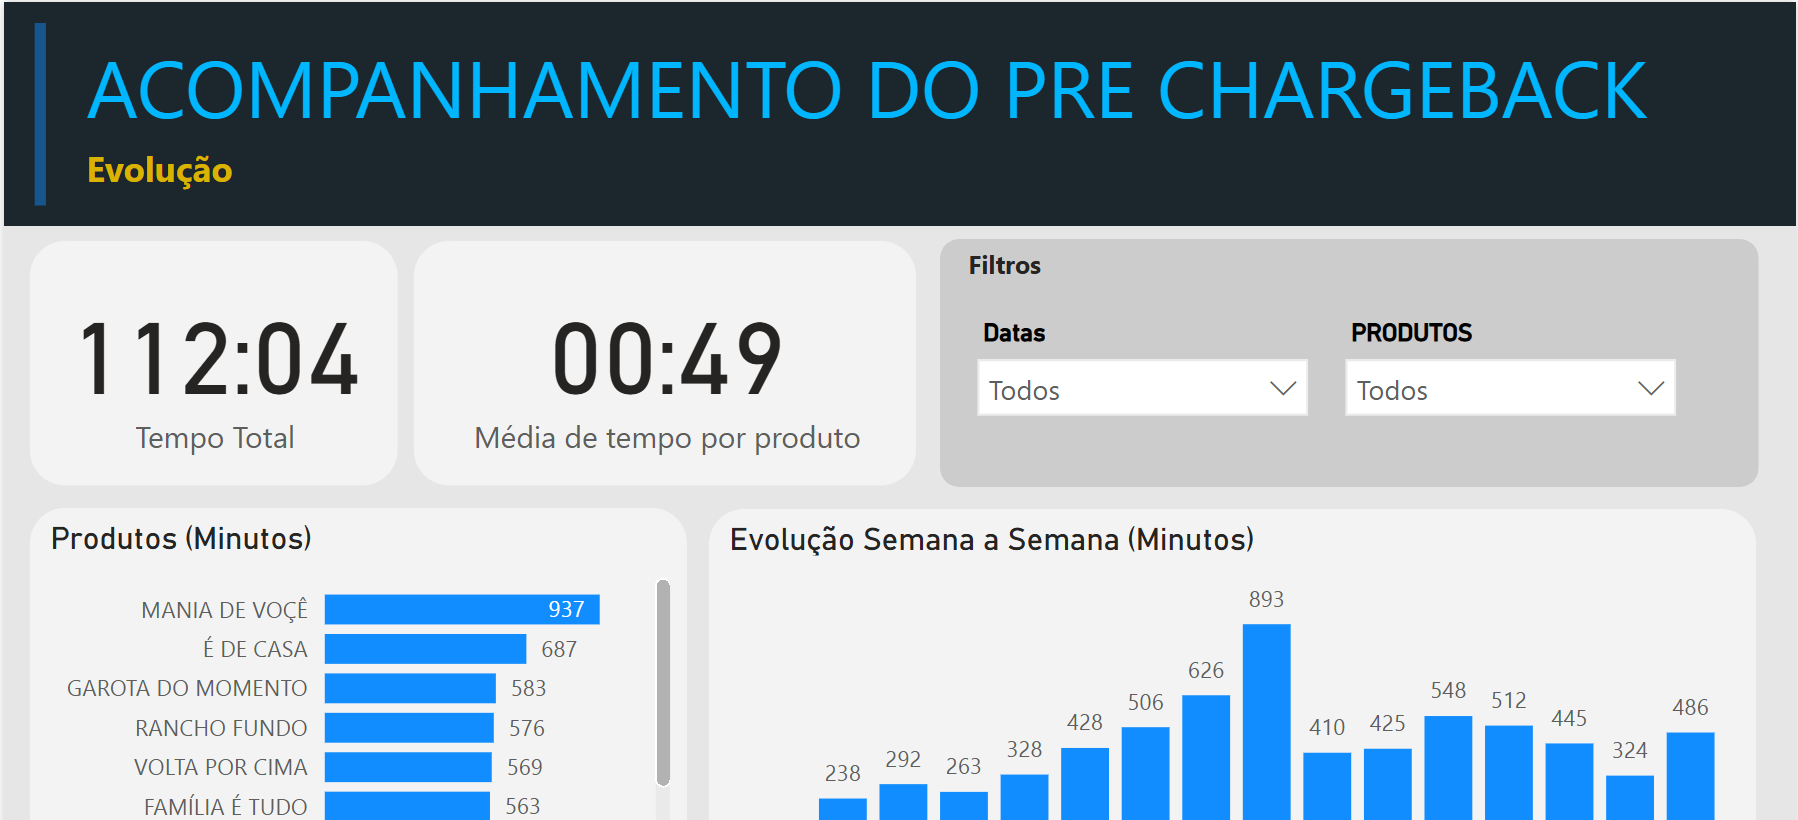 ACOMPANHAMENTO DO PRE CHARGEBACK
Evolução
112:04
Tempo Total
00:49
Média de tempo por produto
Filtros
Datas
Todos
PRODUTOS
Todos
Produtos (Minutos)
MANIA DE VOÇÊ 937
É DE CASA 687
GAROTA DO MOMENTO 583
RANCHO FUNDO 576
VOLTA POR CIMA 569
FAMÍLIA É TUDO 563
Evolução Semana a Semana (Minutos)
238 292 263 328 428 506 626 893 410 425 548 512 445 324 486